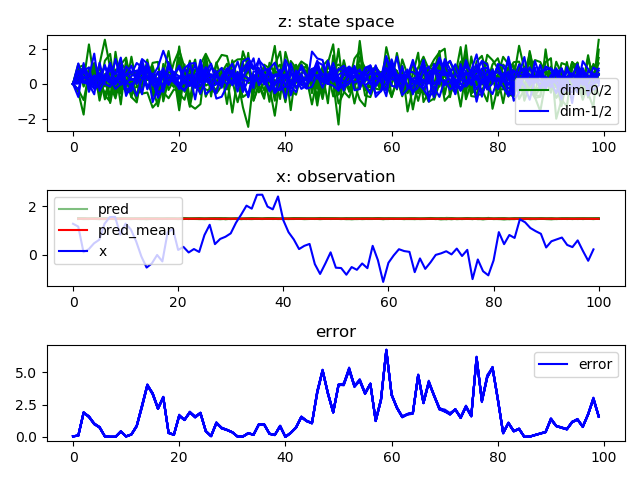 z: state space
2
0
−2
dim-0/2
dim-1/2
0 20 40 60 80 100
x: observation
2
0
pred
pred_mean
x
0 20 40 60 80 100
error
5.0
2.5
0.0
error
0 20 40 60 80 100